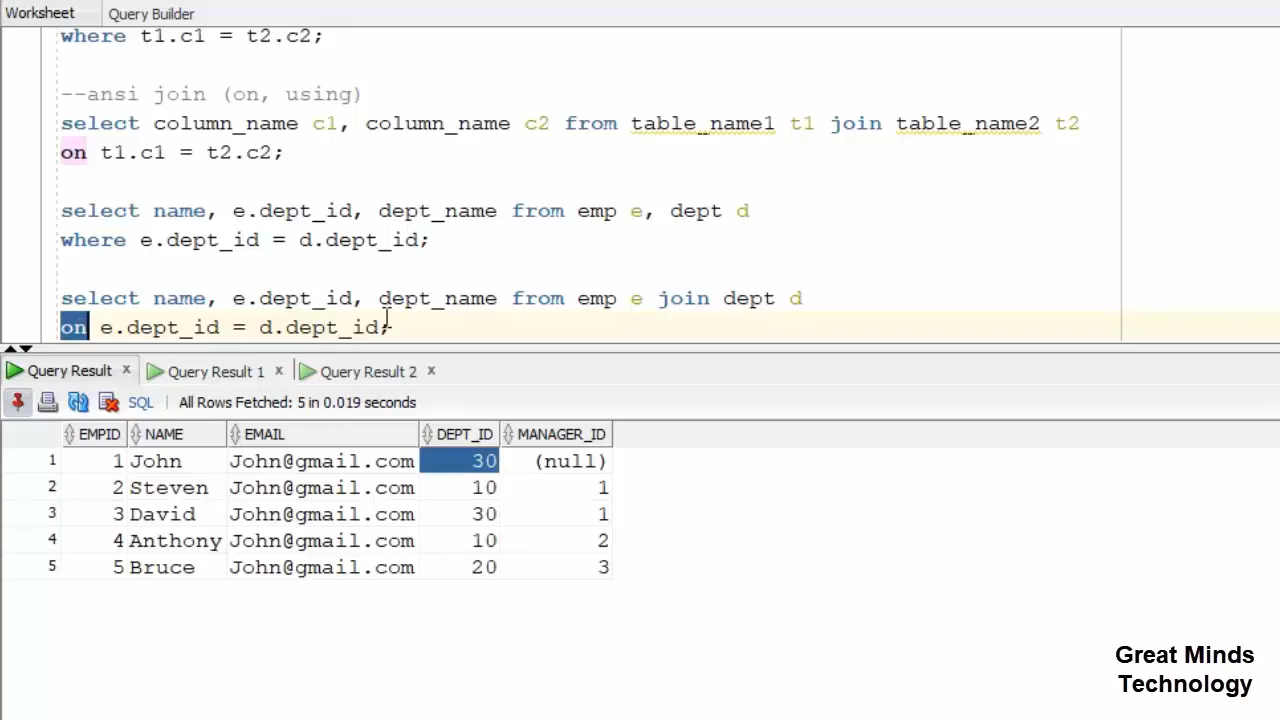 Worksheet Query Builder
where t1.c1 = t2.c2;
--ansi join (on, using)
select column_name c1, column_name c2 from table_name1 t1 join table_name2 t2
on t1.c1 = t2.c2;
select name, e.dept_id, dept_name from emp e, dept d
where e.dept_id = d.dept_id;
select name, e.dept_id, dept_name from emp e join dept d
on e.dept_id = d.dept_id;
Query Result x Query Result 1 x Query Result 2 x
SQL | All Rows Fetched: 5 in 0.019 seconds
EMPID NAME EMAIL DEPT_ID MANAGER_ID
1 1 John John@gmail.com 30 (null)
2 2 Steven John@gmail.com 10 1
3 3 David John@gmail.com 30 1
4 4 Anthony John@gmail.com 10 2
5 5 Bruce John@gmail.com 20 3
Great Minds
Technology